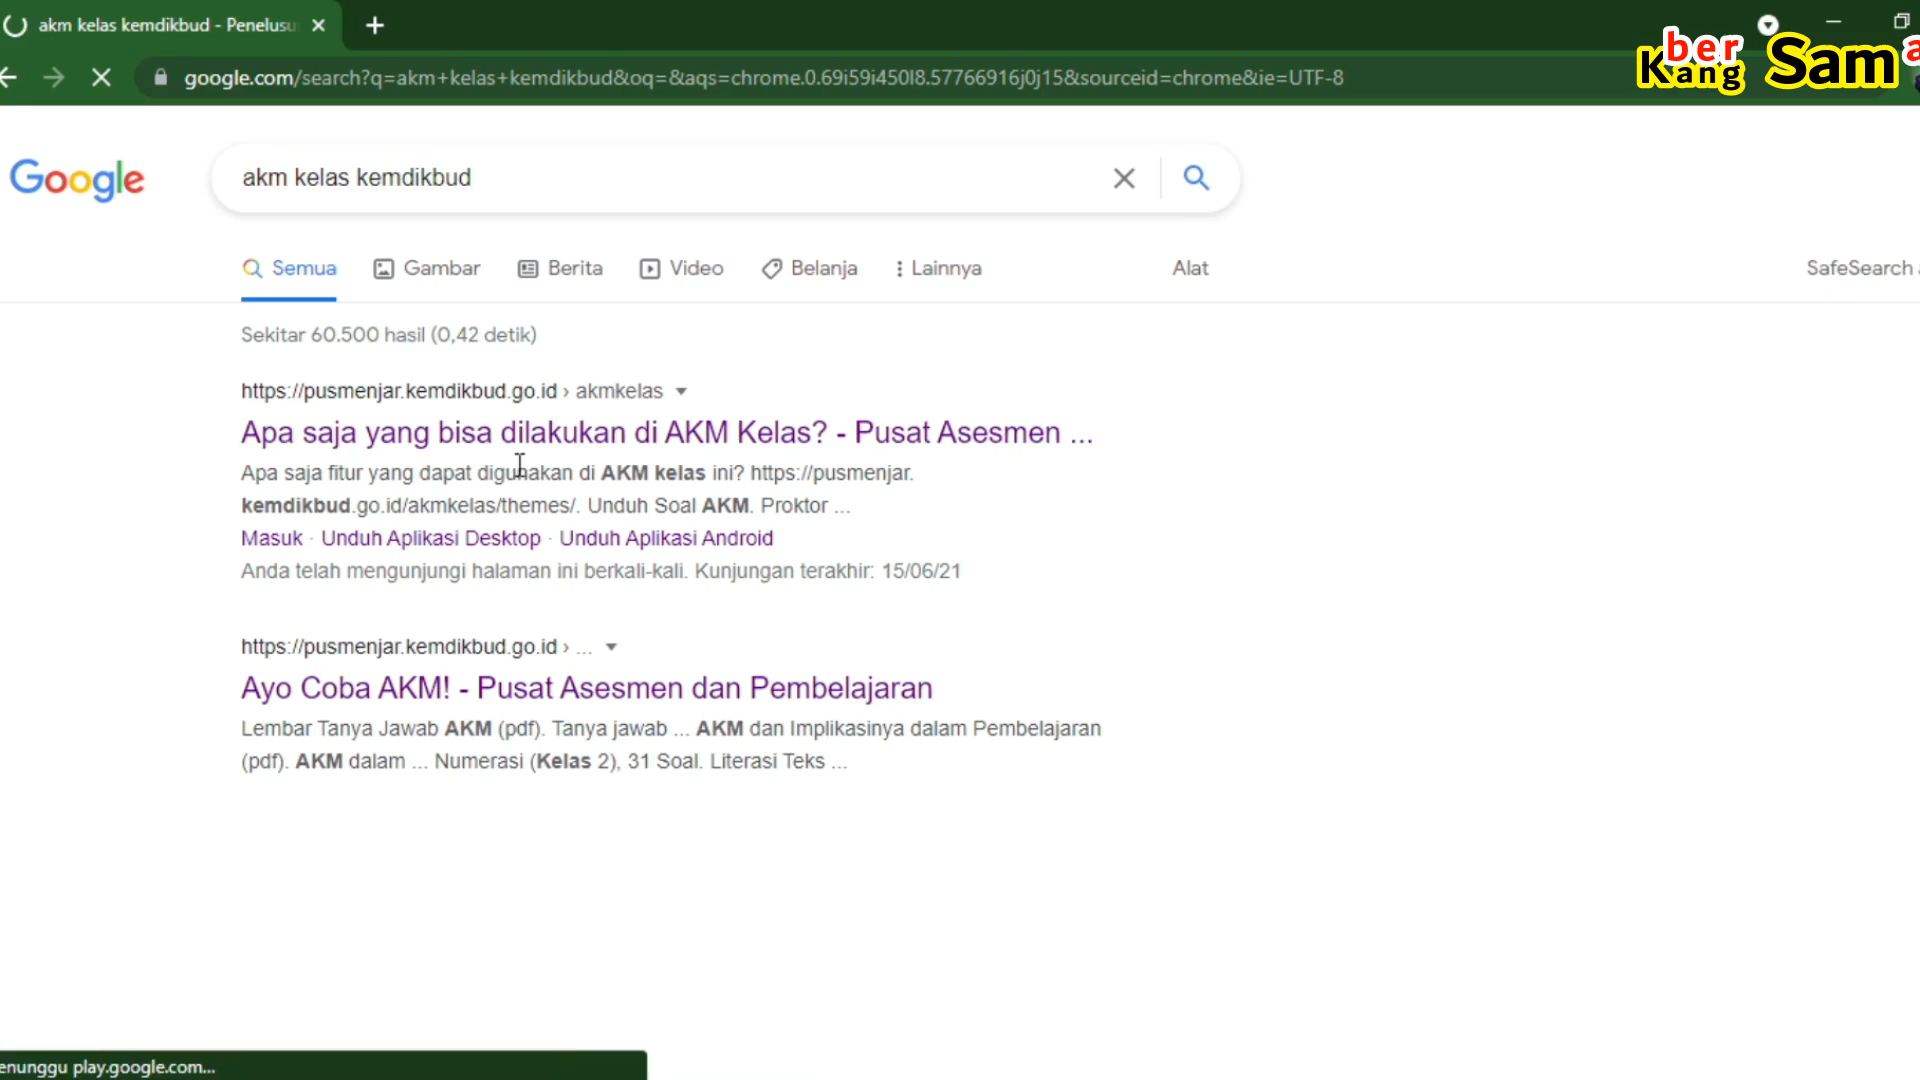 akm kelas kemdikbud - Penelusu
google.com/search?q=akm+kelas+kemdikbud&oq=&aqs=chrome.0.69i59i450l8.57766916j0j15&sourceid=chrome&ie=UTF-8
ber
Kang Sam
Google
akm kelas kemdikbud
Semua Gambar Berita Video Belanja Lainnya Alat SafeSearch
Sekitar 60.500 hasil (0,42 detik)
https://pusmenjar.kemdikbud.go.id › akmkelas
Apa saja yang bisa dilakukan di AKM Kelas? - Pusat Asesmen ...
Apa saja fitur yang dapat digunakan di AKM kelas ini? https://pusmenjar.
kemdikbud.go.id/akmkelas/themes/. Unduh Soal AKM. Proktor ...
Masuk · Unduh Aplikasi Desktop · Unduh Aplikasi Android
Anda telah mengunjungi halaman ini berkali-kali. Kunjungan terakhir: 15/06/21
https://pusmenjar.kemdikbud.go.id › ...
Ayo Coba AKM! - Pusat Asesmen dan Pembelajaran
Lembar Tanya Jawab AKM (pdf). Tanya jawab ... AKM dan Implikasinya dalam Pembelajaran
(pdf). AKM dalam ... Numerasi (Kelas 2), 31 Soal. Literasi Teks ...
enunggu play.google.com...